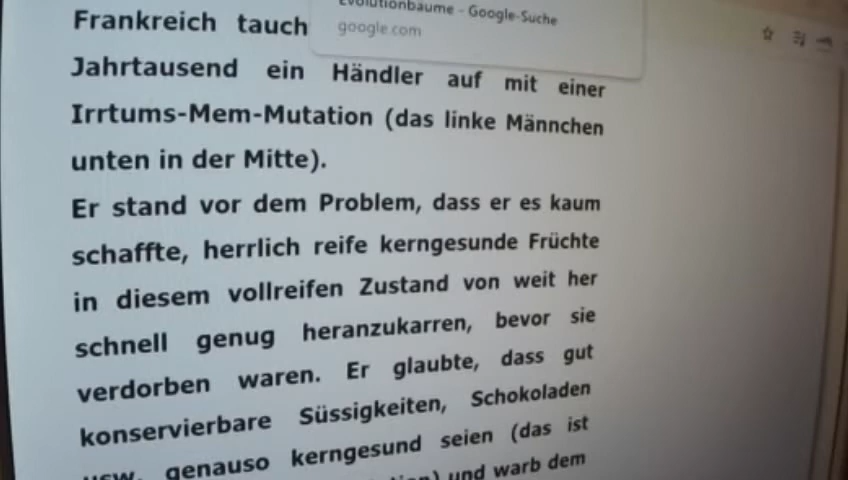 Evolutionbäume - Google-Suche
google.com
Frankreich tauch
Jahrtausend ein Händler auf mit einer
Irrtums-Mem-Mutation (das linke Männchen
unten in der Mitte).
Er stand vor dem Problem, dass er es kaum
schaffte, herrlich reife kerngesunde Früchte
in diesem vollreifen Zustand von weit her
schnell genug heranzukarren, bevor sie
verdorben waren. Er glaubte, dass gut
konservierbare Süssigkeiten, Schokoladen
usw. genauso kerngesund seien (das ist
und warb dem